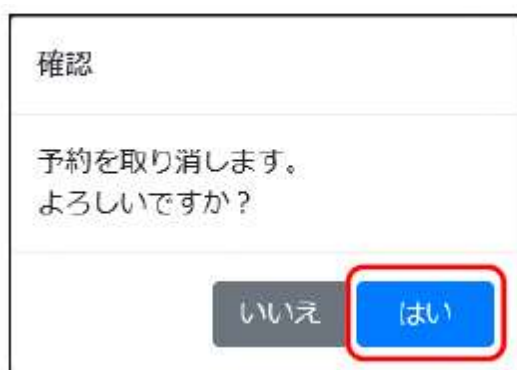 確認
予約を取り消します。
よろしいですか？
いいえ はい